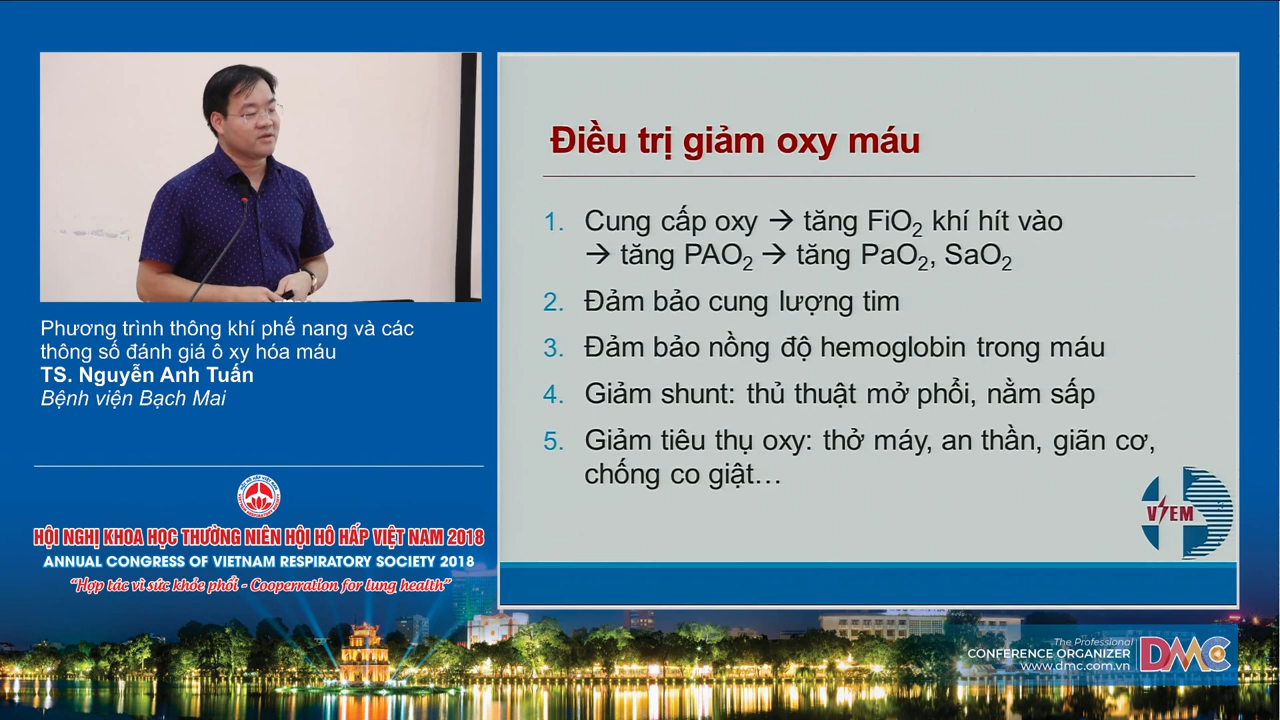 Phương trình thông khí phế nang và các
thông số đánh giá ô xy hóa máu
TS. Nguyễn Anh Tuấn
Bệnh viện Bạch Mai
HỘI NGHỊ KHOA HỌC THƯỜNG NIÊN HỘI HÔ HẤP VIỆT NAM 2018
ANNUAL CONGRESS OF VIETNAM RESPIRATORY SOCIETY 2018
“Hợp tác vì sức khỏe phổi - Cooperration for lung health”
Điều trị giảm oxy máu
1. Cung cấp oxy → tăng FiO₂ khí hít vào
→ tăng PAO₂ → tăng PaO₂, SaO₂
2. Đảm bảo cung lượng tim
3. Đảm bảo nồng độ hemoglobin trong máu
4. Giảm shunt: thủ thuật mở phổi, nằm sấp
5. Giảm tiêu thụ oxy: thở máy, an thần, giãn cơ,
chống co giật…
VSEM
The Professional
CONFERENCE ORGANIZER
www.dmc.com.vn
DMC